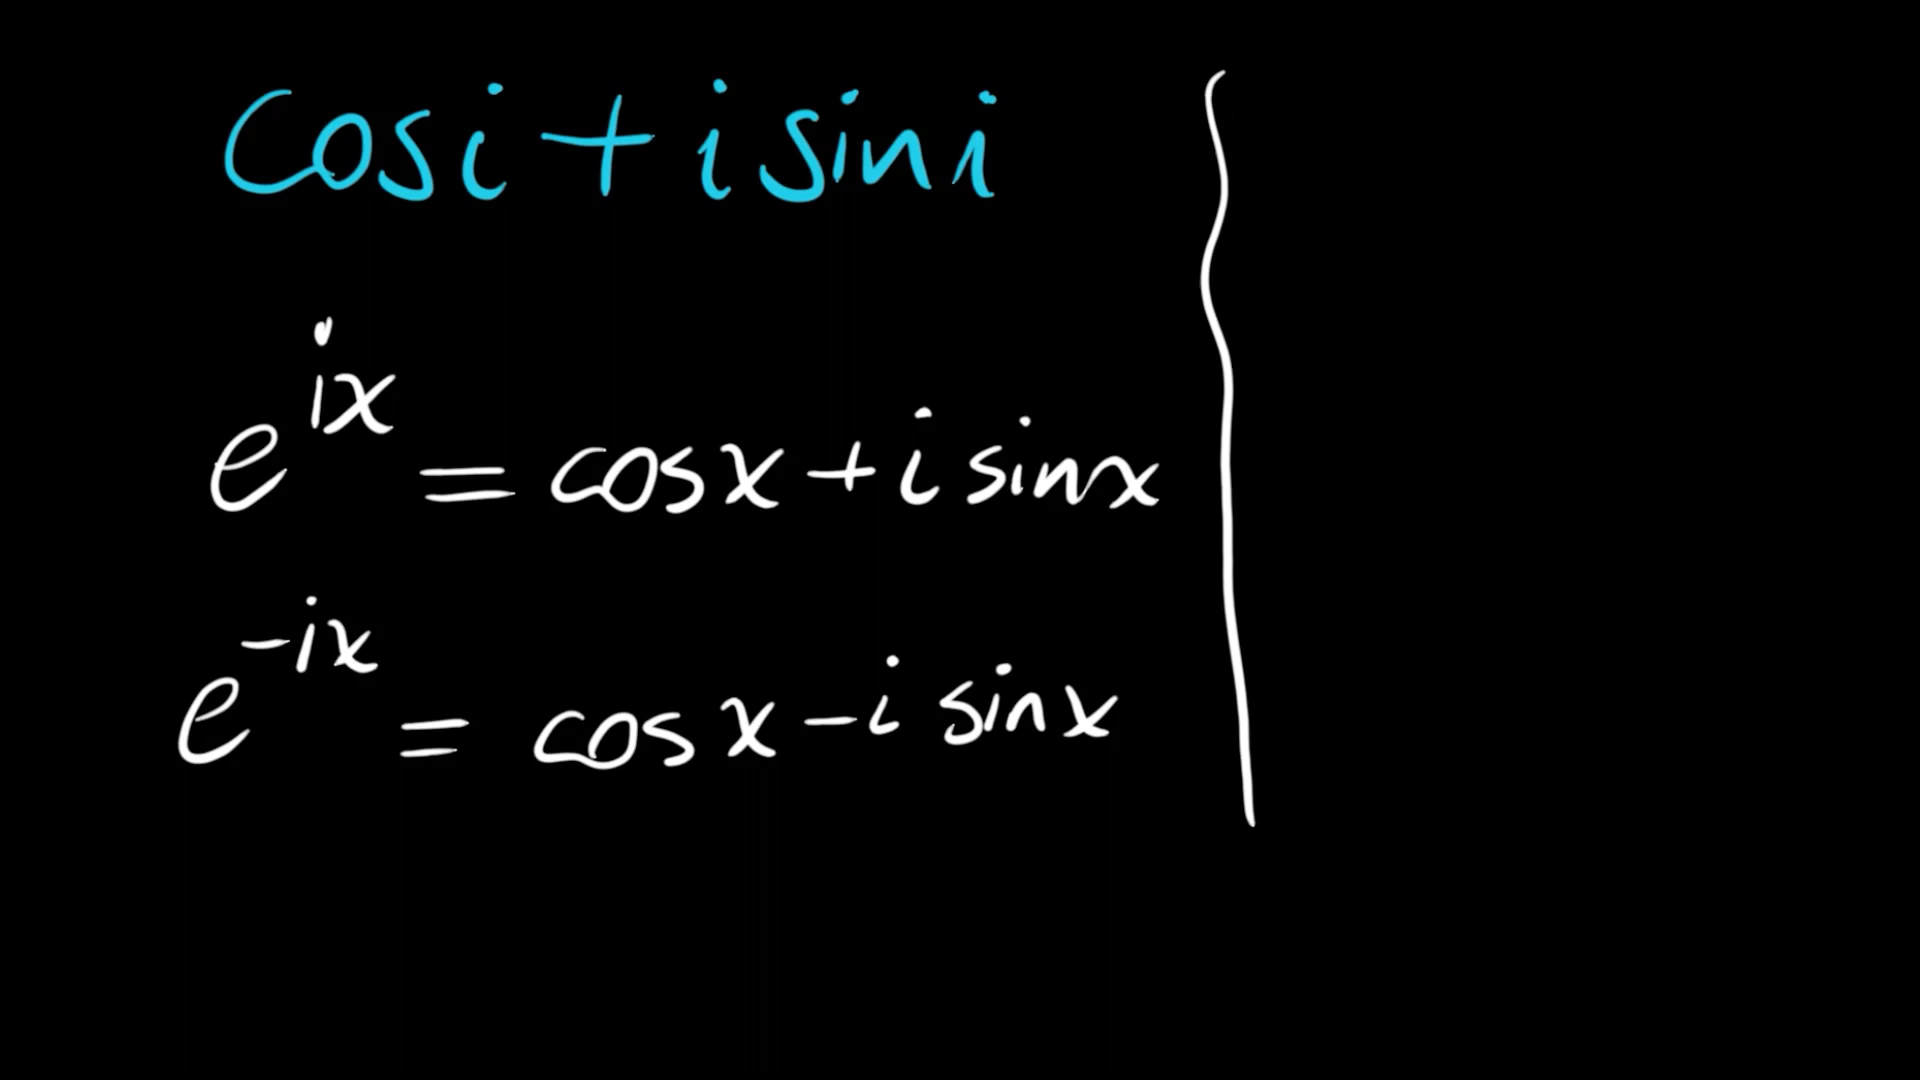 cos i + i sin i
e^{ix} = cos x + i sin x
e^{-ix} = cos x - i sin x